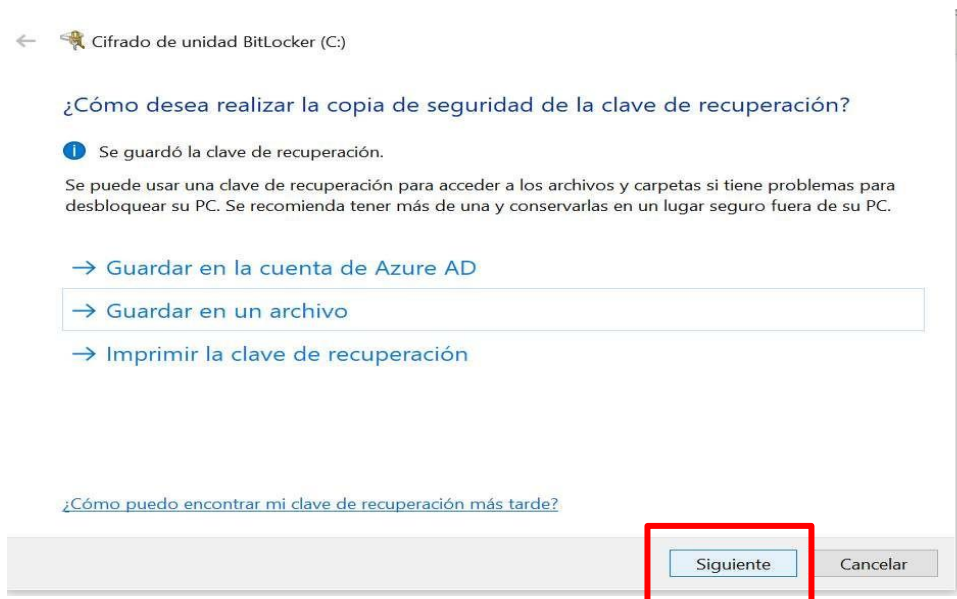 Cifrado de unidad BitLocker (C:)
¿Cómo desea realizar la copia de seguridad de la clave de recuperación?
Se guardó la clave de recuperación.
Se puede usar una clave de recuperación para acceder a los archivos y carpetas si tiene problemas para
desbloquear su PC. Se recomienda tener más de una y conservarlas en un lugar seguro fuera de su PC.
→ Guardar en la cuenta de Azure AD
→ Guardar en un archivo
→ Imprimir la clave de recuperación
¿Cómo puedo encontrar mi clave de recuperación más tarde?
Siguiente Cancelar